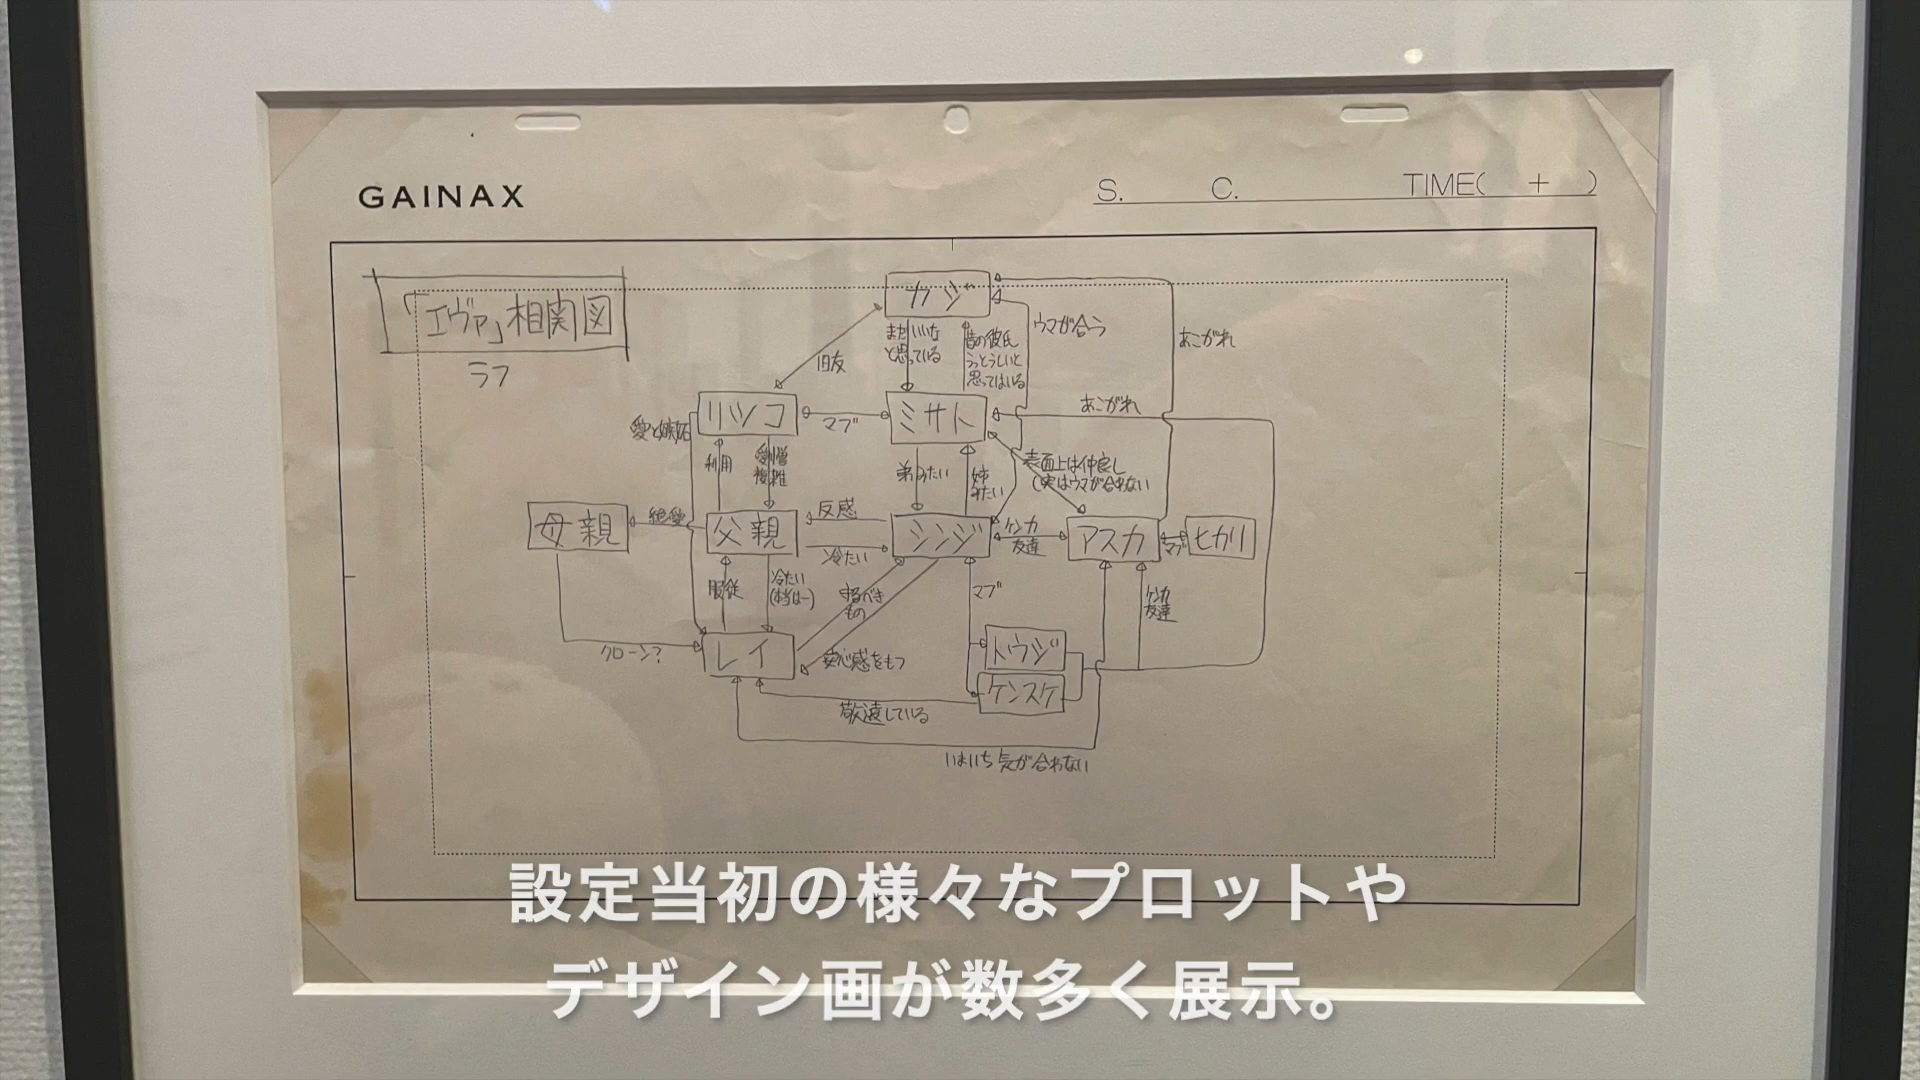 GAINAX
S. C. TIME( + )
「エヴァ」相関図
ラフ
カジ
まだいいな
と思っている
昔の彼氏
うっとうしいと
思ってはいる
ウマが合う
あこがれ
旧友
リツコ
マブ
ミサト
あこがれ
愛と嫉妬
利用
愛憎
複雑
弟みたい
姉
みたい
表面上は仲良し
(実はウマが合わない
母親
絶愛
父親
反感
冷たい
シンジ
ケンカ
友達
アスカ
マブ
ヒカリ
服従
冷たい
(本当はー)
守るべき
もの
マブ
ケンカ
友達
クローン?
レイ
安心感をもつ
トウジ
ケンスケ
敬遠している
いまいち気が合わない
設定当初の様々なプロットや
デザイン画が数多く展示。